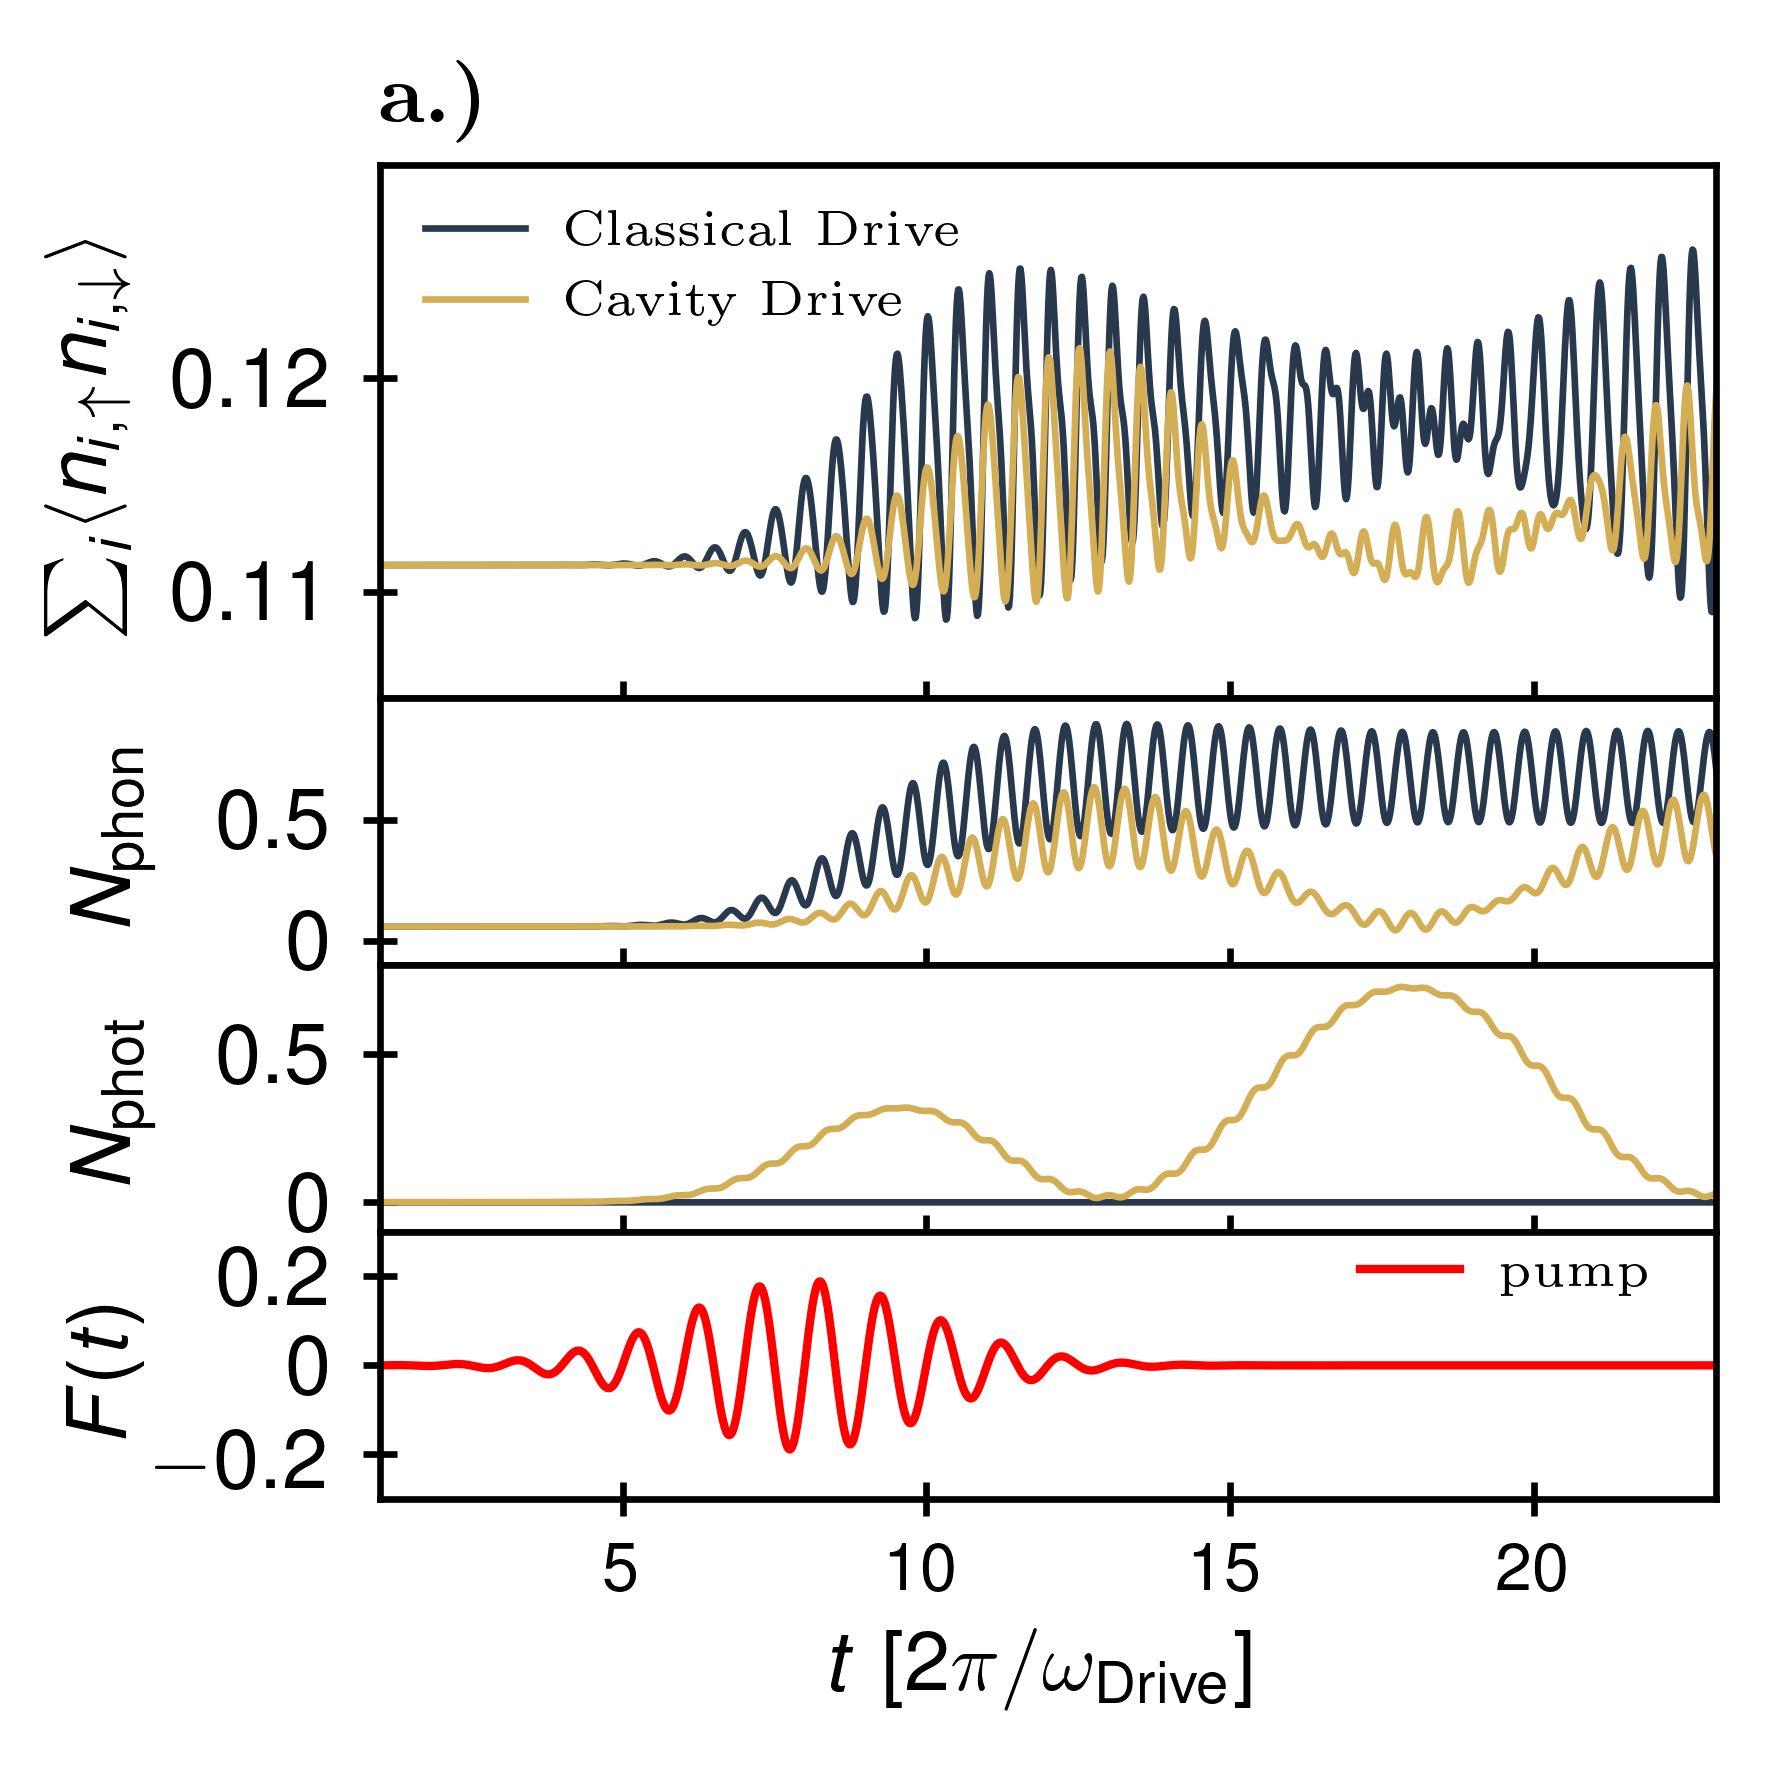 a.)
Classical Drive
Cavity Drive
∑i⟨ni,↑ni,↓⟩
0.12
0.11
Nphon
0.5
0
Nphot
0.5
0
F(t)
0.2
0
−0.2
pump
5 10 15 20
t [2π/ωDrive]